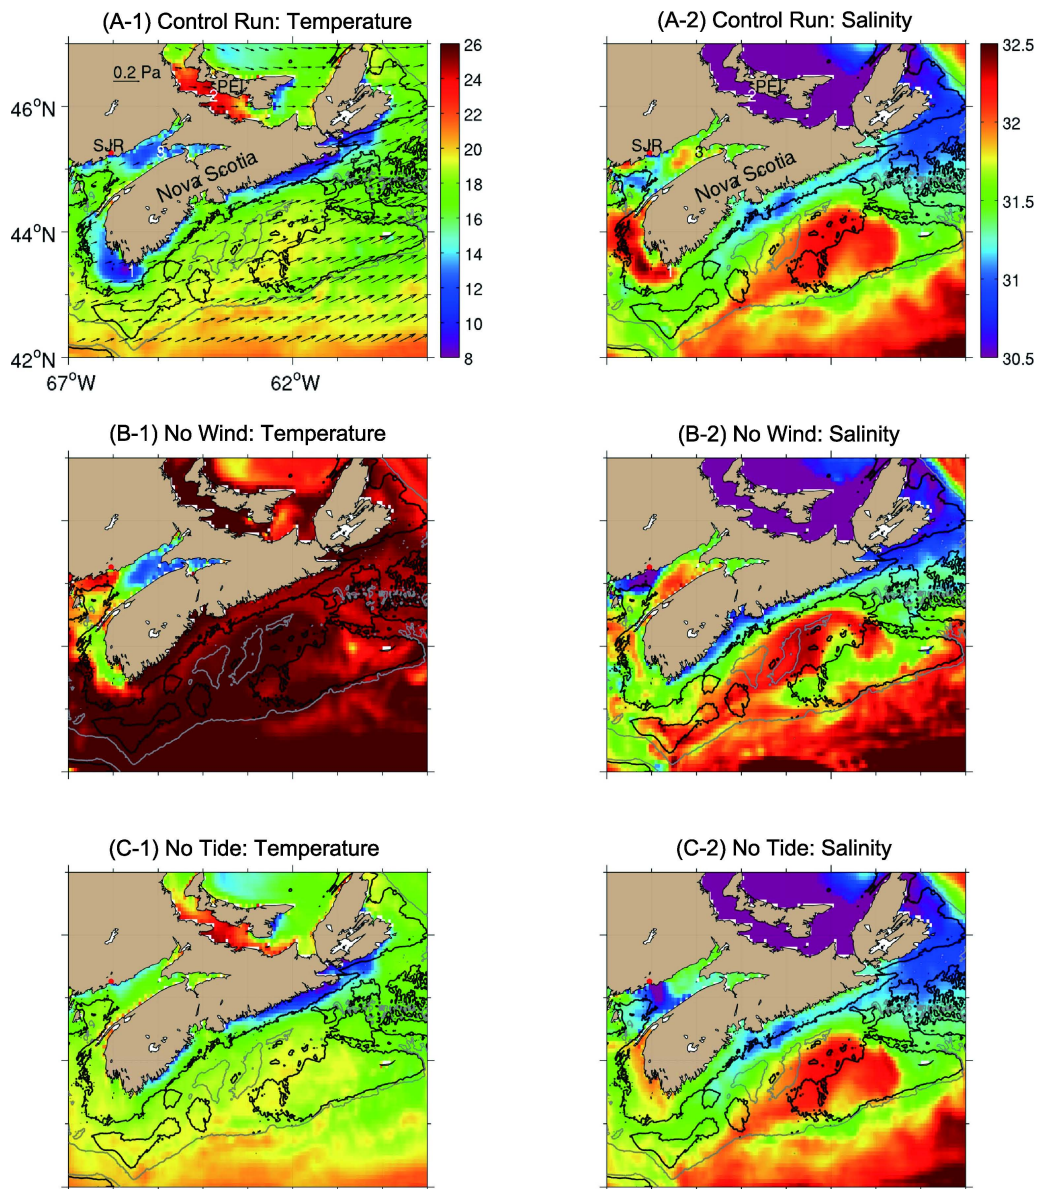 (A-1) Control Run: Temperature
(A-2) Control Run: Salinity
0.2 Pa
PEI
2
SJR
3
Nova Scotia
1
46°N
44°N
42°N
67°W
62°W
26
24
22
20
18
16
14
12
10
8
PEI
2
SJR
3
Nova Scotia
1
32.5
32
31.5
31
30.5
(B-1) No Wind: Temperature
(B-2) No Wind: Salinity
(C-1) No Tide: Temperature
(C-2) No Tide: Salinity